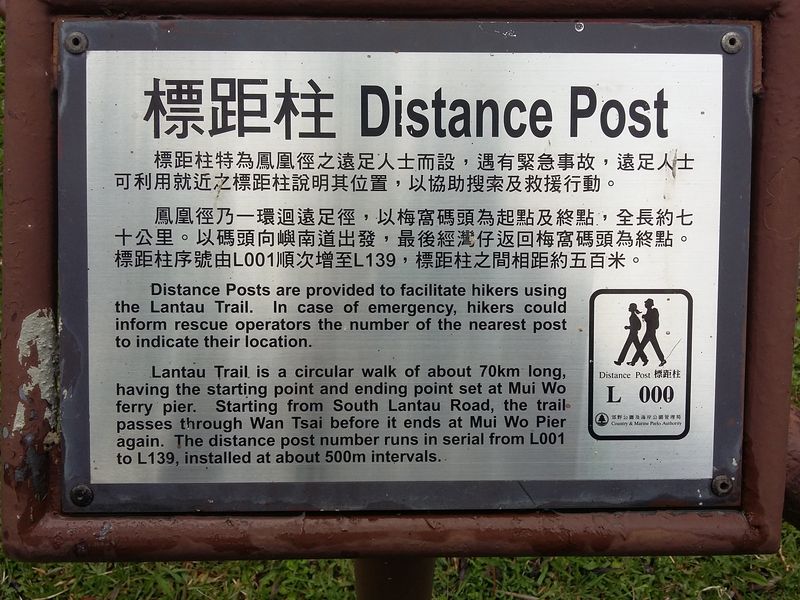 標距柱 Distance Post
標距柱特為鳳凰徑之遠足人士而設，遇有緊急事故，遠足人士
可利用就近之標距柱說明其位置，以協助搜索及救援行動。
鳳凰徑乃一環迴遠足徑，以梅窩碼頭為起點及終點，全長約七
十公里。以碼頭向嶼南道出發，最後經灣仔返回梅窩碼頭為終點。
標距柱序號由L001順次增至L139，標距柱之間相距約五百米。
Distance Posts are provided to facilitate hikers using
the Lantau Trail. In case of emergency, hikers could
inform rescue operators the number of the nearest post
to indicate their location.
Lantau Trail is a circular walk of about 70km long,
having the starting point and ending point set at Mui Wo
ferry pier. Starting from South Lantau Road, the trail
passes through Wan Tsai before it ends at Mui Wo Pier
again. The distance post number runs in serial from L001
to L139, installed at about 500m intervals.
Distance Post 標距柱
L 000
郊野公園及海岸公園管理局
Country & Marine Parks Authority